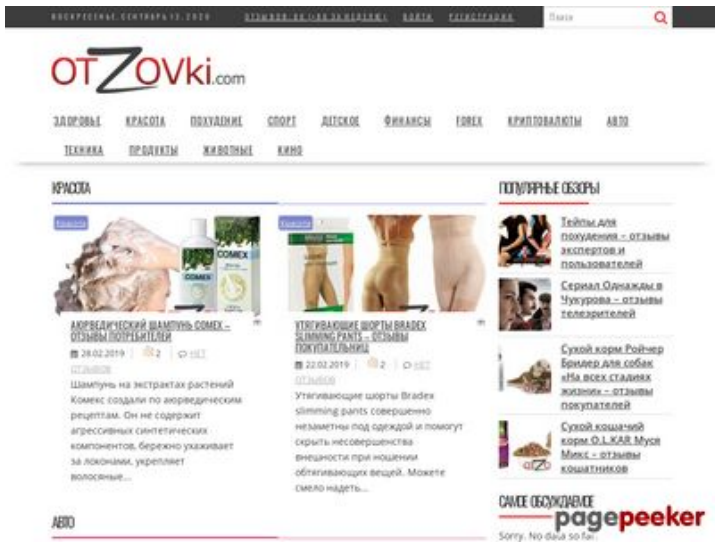 ВОСКРЕСЕНЬЕ, СЕНТЯБРЬ 13, 2020
ВОЙТИ
РЕГИСТРАЦИЯ
Поиск
OTZOVki.com
ЗДОРОВЬЕ КРАСОТА ПОХУДЕНИЕ СПОРТ ДЕТСКОЕ ФИНАНСЫ FOREX КРИПТОВАЛЮТЫ АВТО
ТЕХНИКА ПРОДУКТЫ ЖИВОТНЫЕ КИНО
КРАСОТА
Красота
COMEX
COMEX
АЮРВЕДИЧЕСКИЙ ШАМПУНЬ COMEX –
ОТЗЫВЫ ПОТРЕБИТЕЛЕЙ
28.02.2019 2 НЕТ
ОТЗЫВОВ
Шампунь на экстрактах растений
Комекс создали по аюрведическим
рецептам. Он не содержит
агрессивных синтетических
компонентов, бережно ухаживает
за локонами, укрепляет
волосяные...
Красота
УТЯГИВАЮЩИЕ ШОРТЫ BRADEX
SLIMMING PANTS – ОТЗЫВЫ
ПОКУПАТЕЛЬНИЦ
22.02.2019 2 НЕТ
ОТЗЫВОВ
Утягивающие шорты Bradex
slimming pants совершенно
незаметны под одеждой и помогут
скрыть несовершенства
внешности при ношении
обтягивающих вещей. Можете
смело надеть...
АВТО
ПОПУЛЯРНЫЕ ОБЗОРЫ
Тейпы для
похудения – отзывы
экспертов и
пользователей
Сериал Однажды в
Чукурова – отзывы
телезрителей
Сухой корм Ройчер
Бридер для собак
«На всех стадиях
жизни» – отзывы
покупателей
Сухой кошачий
корм O.L.KAR Муся
Микс – отзывы
кошатников
САМОЕ ОБСУЖДАЕМОЕ
Sorry. No data so far.
pagepeeker